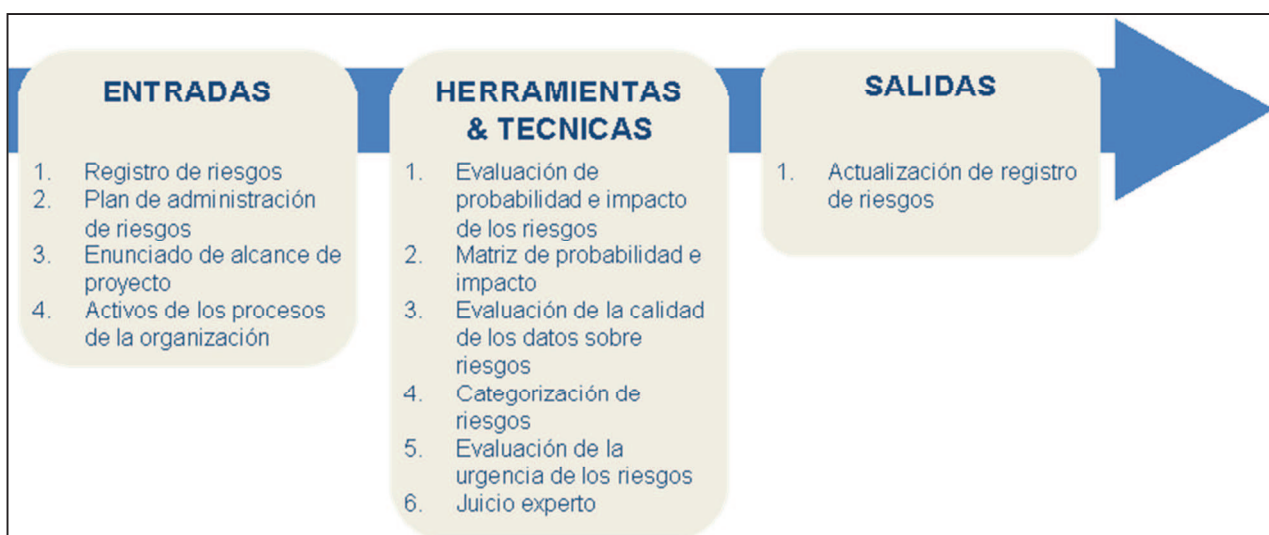 ENTRADAS
1. Registro de riesgos
2. Plan de administración
de riesgos
3. Enunciado de alcance de
proyecto
4. Activos de los procesos
de la organización
HERRAMIENTAS
& TECNICAS
1. Evaluación de
probabilidad e impacto
de los riesgos
2. Matriz de probabilidad e
impacto
3. Evaluación de la calidad
de los datos sobre
riesgos
4. Categorización de
riesgos
5. Evaluación de la
urgencia de los riesgos
6. Juicio experto
SALIDAS
1. Actualización de registro
de riesgos